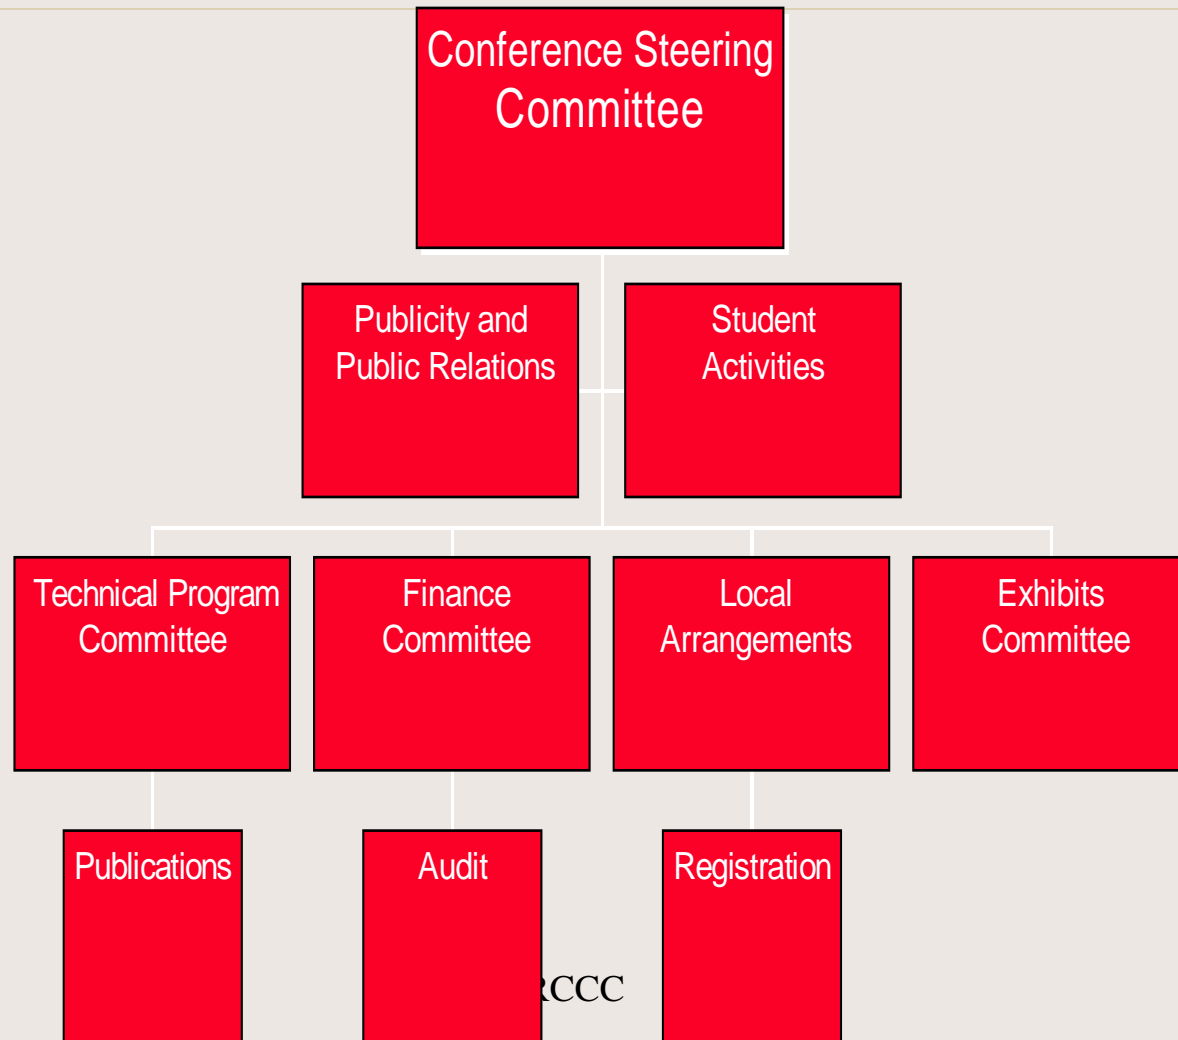 Conference Steering
Committee
Publicity and
Public Relations
Student
Activities
Technical Program
Committee
Finance
Committee
Local
Arrangements
Exhibits
Committee
Publications
Audit
Registration